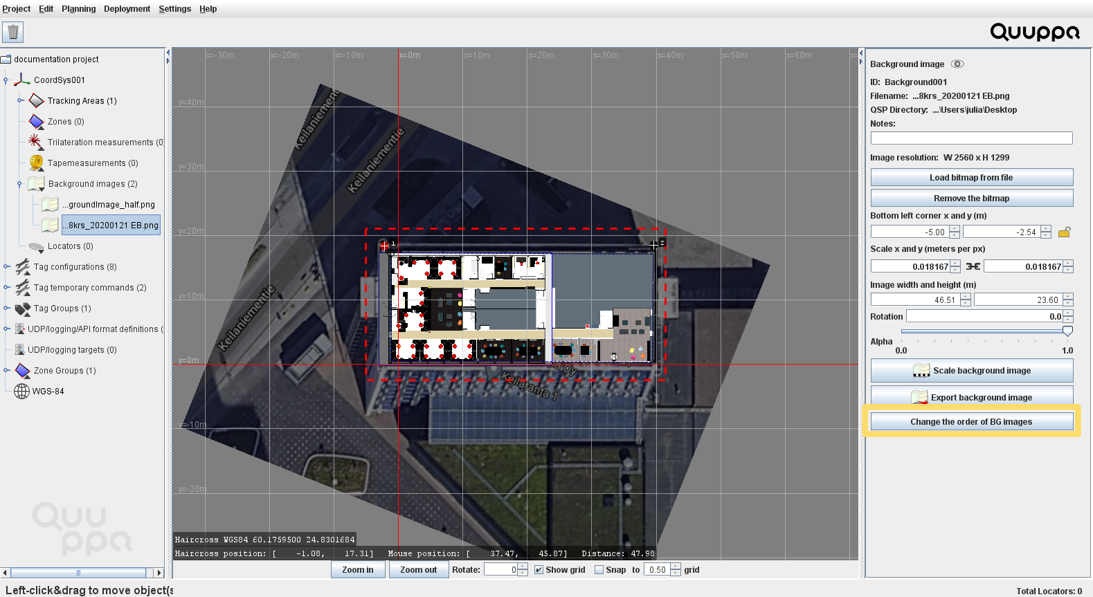 Project Edit Planning Deployment Settings Help
Quuppa
documentation project
CoordSys001
Tracking Areas (1)
Zones (0)
Trilateration measurements (0)
Tapemeasurements (0)
Background images (2)
...groundImage_half.png
...8krs_20200121 EB.png
Locators (0)
Tag configurations (8)
Tag temporary commands (2)
Tag Groups (1)
UDP/logging/API format definitions (
UDP/logging targets (0)
Zone Groups (1)
WGS-84
Quuppa
x=-30m x=-20m x=-10m x=0m x=10m x=20m x=30m x=40m x=50m x=60m
y=40m
y=30m
y=20m
y=10m
y=0m
y=-10m
y=-20m
Keilaniementie
Keilaniementie
Keilaniementie
Keilaranta 1
1
2
Haircross WGS84 60.1759500 24.8301684
Haircross position: [ -1.08, 17.31] Mouse position: [ 37.47, 45.87] Distance: 47.98
Zoom in Zoom out Rotate: 0 Show grid Snap to 0.50 grid
Background image
ID: Background001
Filename: ...8krs_20200121 EB.png
QSP Directory: ...\Users\julia\Desktop
Notes:
Image resolution: W 2560 x H 1299
Load bitmap from file
Remove the bitmap
Bottom left corner x and y (m)
-5.00 -2.54
Scale x and y (meters per px)
0.018167 0.018167
Image width and height (m)
46.51 23.60
Rotation 0.0
Alpha
0.0 1.0
Scale background image
Export background image
Change the order of BG images
Left-click&drag to move object(s
Total Locators: 0